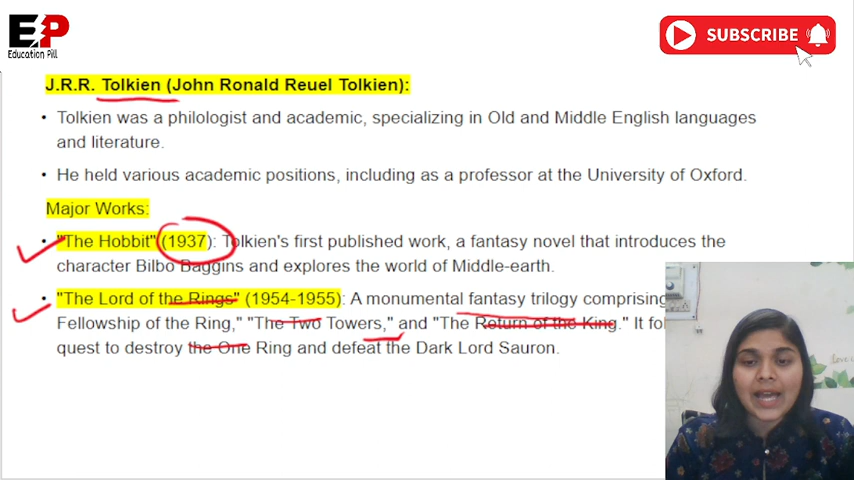 EP
Education Pill
SUBSCRIBE
J.R.R. Tolkien (John Ronald Reuel Tolkien):
• Tolkien was a philologist and academic, specializing in Old and Middle English languages
and literature.
• He held various academic positions, including as a professor at the University of Oxford.
Major Works:
• "The Hobbit" (1937): Tolkien's first published work, a fantasy novel that introduces the
character Bilbo Baggins and explores the world of Middle-earth.
• "The Lord of the Rings" (1954-1955): A monumental fantasy trilogy comprising
Fellowship of the Ring," "The Two Towers," and "The Return of the King." It
quest to destroy the One Ring and defeat the Dark Lord Sauron.